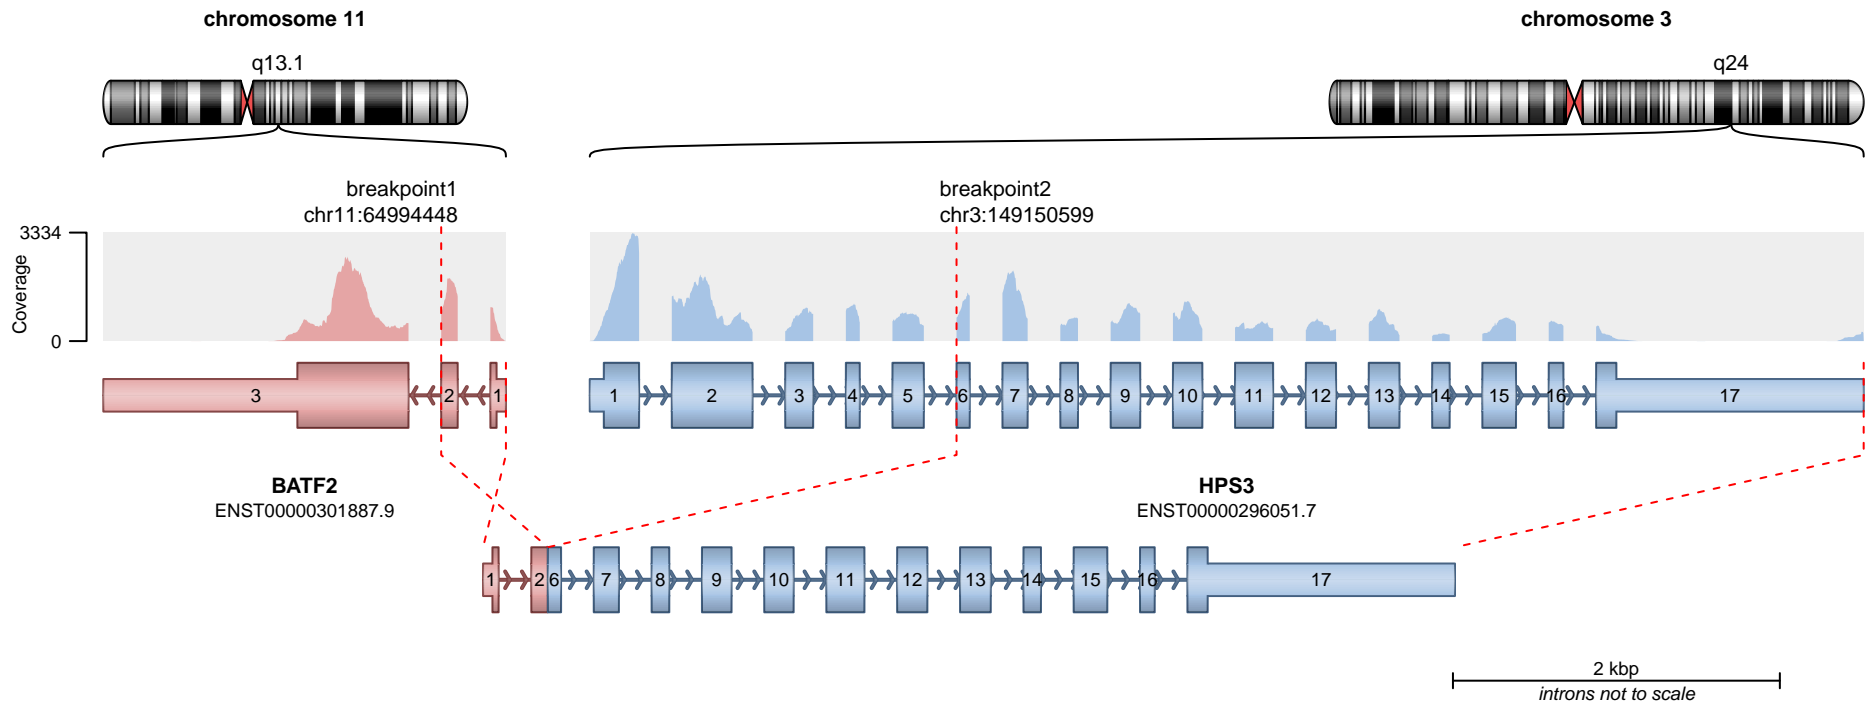 chromosome 11
chromosome 3
q13.1
q24
breakpoint1
chr11:64994448
breakpoint2
chr3:149150599
3334
Coverage
0
3 2 1
1 2 3 4 5 6 7 8 9 10 11 12 13 14 15 16 17
BATF2
ENST00000301887.9
HPS3
ENST00000296051.7
1 2 6 7 8 9 10 11 12 13 14 15 16 17
2 kbp
introns not to scale